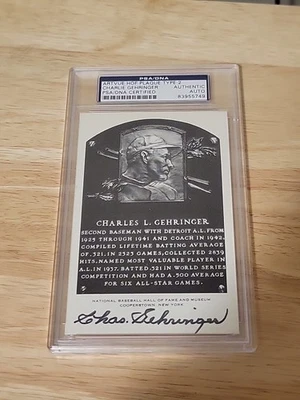 PSA/DNA
ARTVUE HOF PLAQUE TYPE-2
CHARLIE GEHRINGER
PSA/DNA CERTIFIED
AUTHENTIC
AUTO
83955749
CHARLES L. GEHRINGER
SECOND BASEMAN WITH DETROIT A.L. FROM
1925 THROUGH 1941 AND COACH IN 1942.
COMPILED LIFETIME BATTING AVERAGE
OF .321. IN 2323 GAMES, COLLECTED 2839
HITS. NAMED MOST VALUABLE PLAYER IN
A.L. IN 1937. BATTED .321 IN WORLD SERIES
COMPETITION AND HAD A .500 AVERAGE
FOR SIX ALL-STAR GAMES.
NATIONAL BASEBALL HALL OF FAME AND MUSEUM
COOPERSTOWN, NEW YORK
Chas. Gehringer